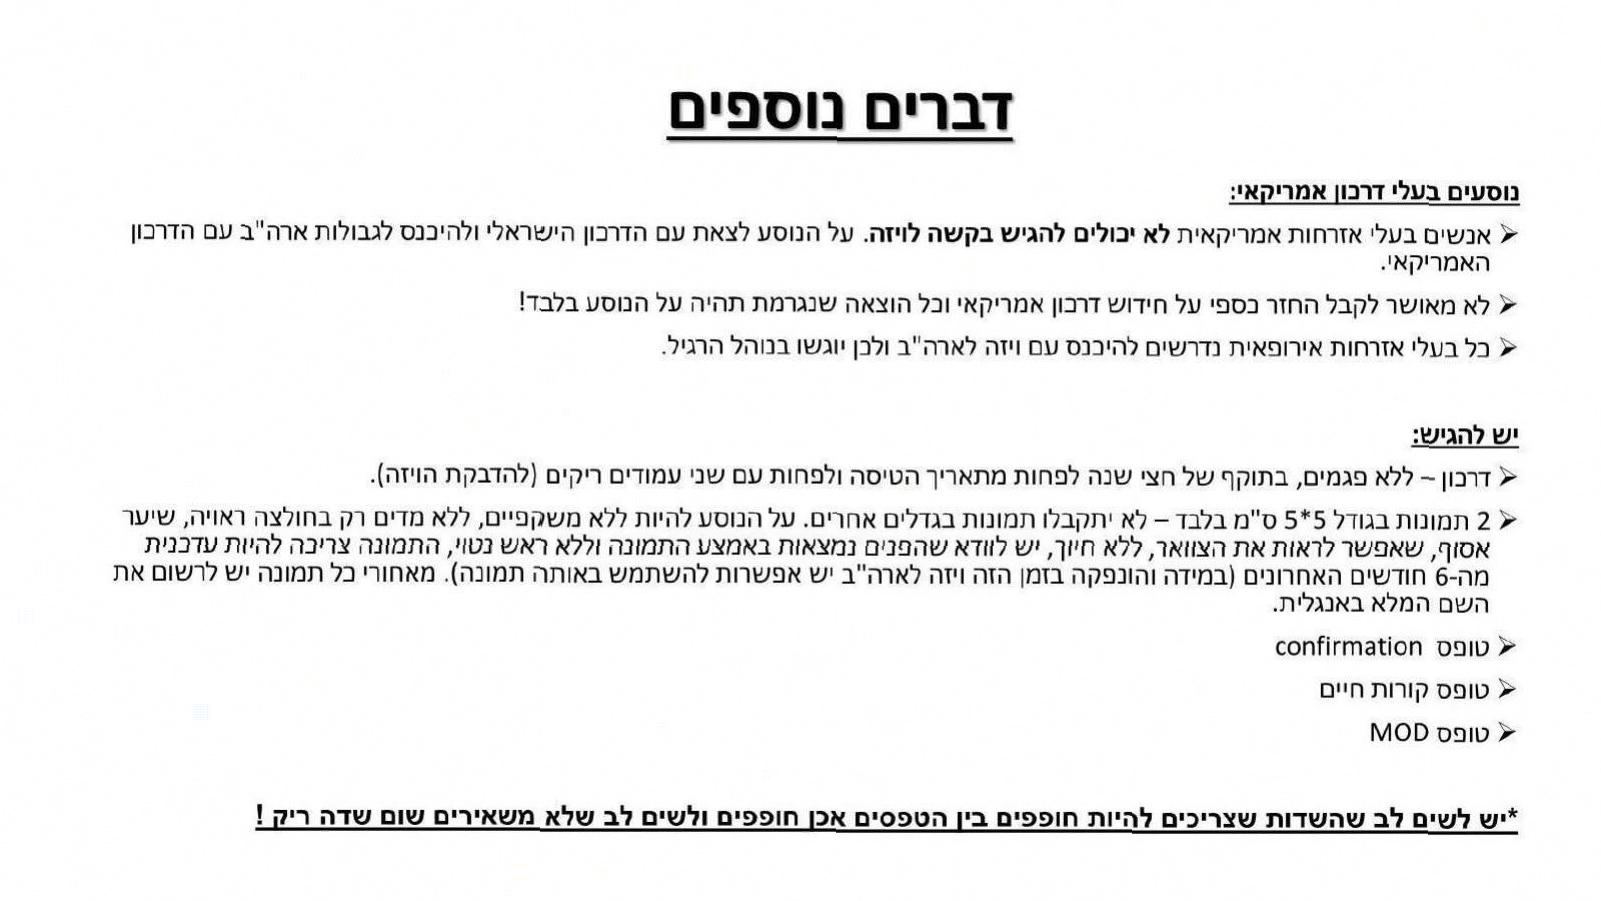 דברים נוספים
נוסעים בעלי דרכון אמריקאי:
➢ אנשים בעלי אזרחות אמריקאית לא יכולים להגיש בקשה לויזה. על הנוסע לצאת עם הדרכון הישראלי ולהיכנס לגבולות ארה"ב עם הדרכון
האמריקאי.
➢ לא מאושר לקבל החזר כספי על חידוש דרכון אמריקאי וכל הוצאה שנגרמת תהיה על הנוסע בלבד!
➢ כל בעלי אזרחות אירופאית נדרשים להיכנס עם ויזה לארה"ב ולכן יוגשו בנוהל הרגיל.
יש להגיש:
➢ דרכון – ללא פגמים, בתוקף של חצי שנה לפחות מתאריך הטיסה ולפחות עם שני עמודים ריקים (להדבקת הויזה).
➢ 2 תמונות בגודל 5*5 ס"מ בלבד – לא יתקבלו תמונות בגדלים אחרים. על הנוסע להיות ללא משקפיים, ללא מדים רק בחולצה ראויה, שיער
אסוף, שאפשר לראות את הצוואר, ללא חיוך, יש לוודא שהפנים נמצאות באמצע התמונה וללא ראש נטוי, התמונה צריכה להיות עדכנית
מה-6 חודשים האחרונים (במידה והונפקה בזמן הזה ויזה לארה"ב יש אפשרות להשתמש באותה תמונה). מאחורי כל תמונה יש לרשום את
השם המלא באנגלית.
➢ טופס confirmation
➢ טופס קורות חיים
➢ טופס MOD
*יש לשים לב שהשדות שצריכים להיות חופפים בין הטפסים אכן חופפים ולשים לב שלא משאירים שום שדה ריק !